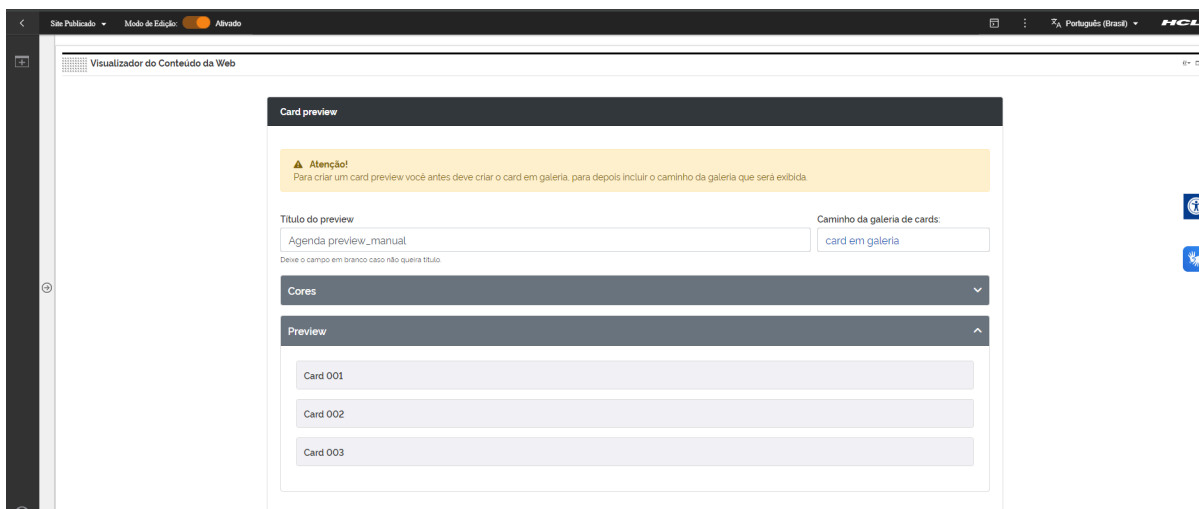 Site Publicado Modo de Edição: Ativado Português (Brasil) HCL
Visualizador do Conteúdo da Web
Card preview
Atenção!
Para criar um card preview você antes deve criar o card em galeria, para depois incluir o caminho da galeria que será exibida.
Título do preview Caminho da galeria de cards:
Agenda preview_manual card em galeria
Deixe o campo em branco caso não queira título.
Cores
Preview
Card 001
Card 002
Card 003